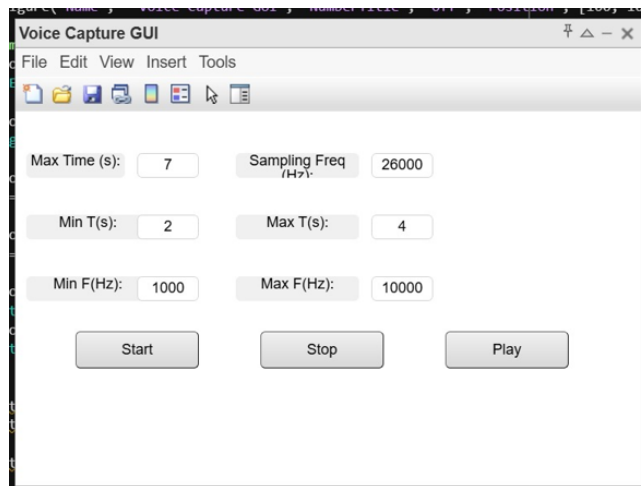 Voice Capture GUI
File Edit View Insert Tools
Max Time (s): 7 Sampling Freq (Hz): 26000
Min T(s): 2 Max T(s): 4
Min F(Hz): 1000 Max F(Hz): 10000
Start Stop Play